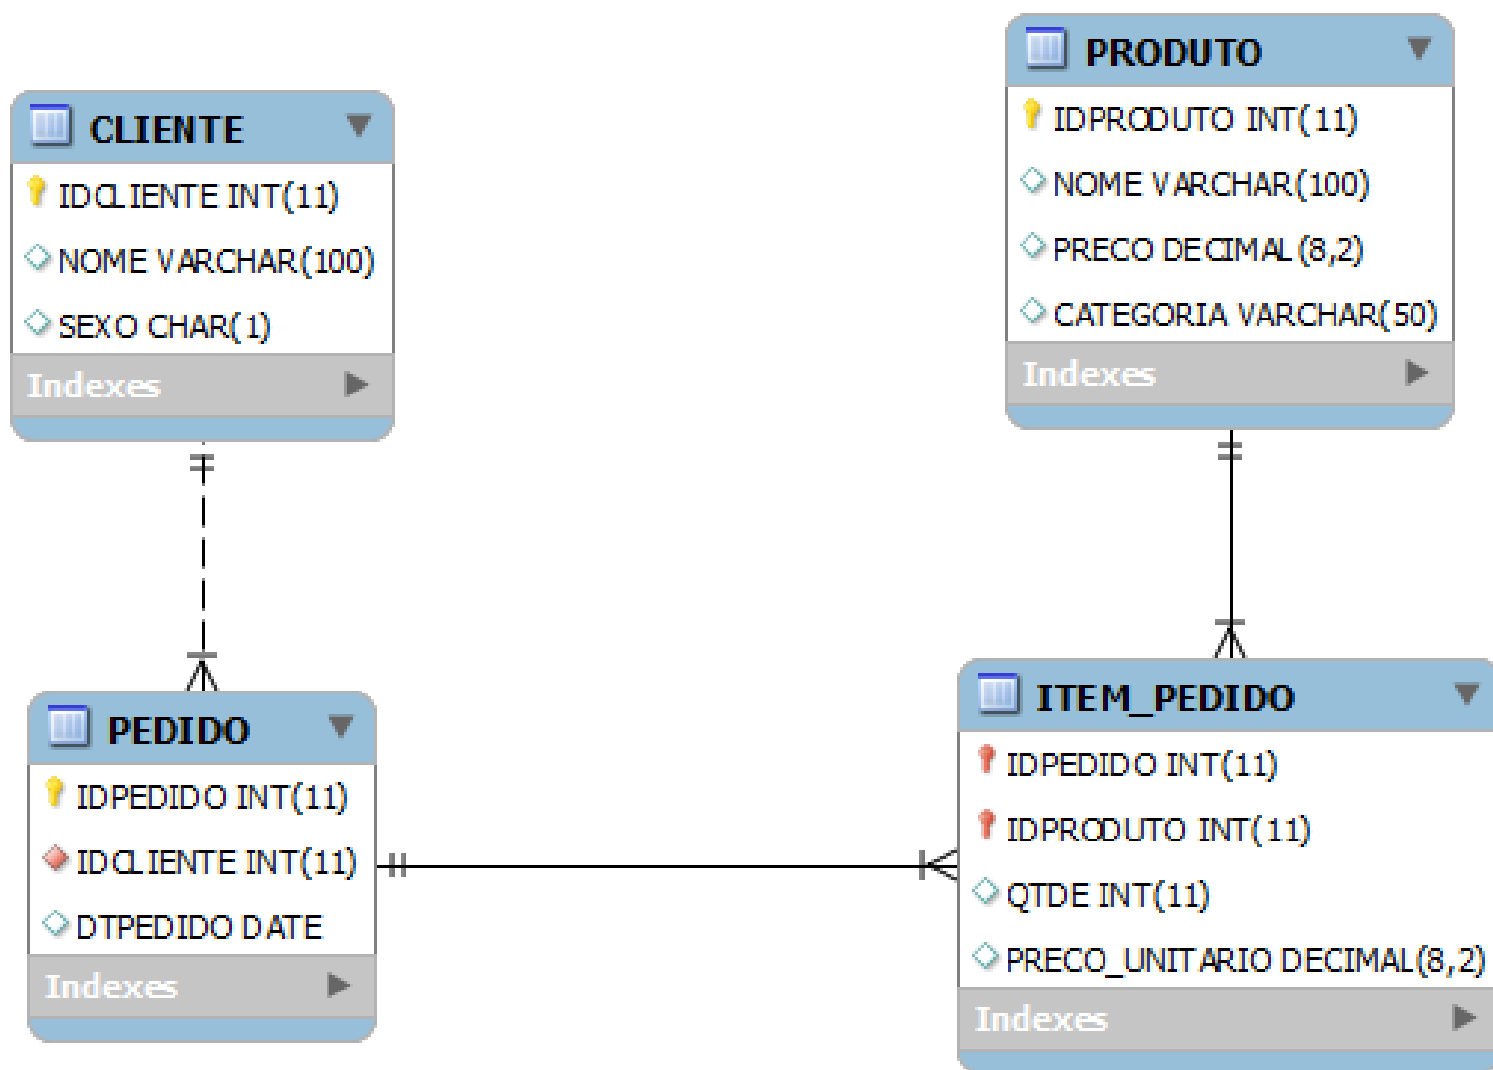 CLIENTE
IDCLIENTE INT(11)
NOME VARCHAR(100)
SEXO CHAR(1)
Indexes
PRODUTO
IDPRODUTO INT(11)
NOME VARCHAR(100)
PRECO DECIMAL(8,2)
CATEGORIA VARCHAR(50)
Indexes
PEDIDO
IDPEDIDO INT(11)
IDCLIENTE INT(11)
DTPEDIDO DATE
Indexes
ITEM_PEDIDO
IDPEDIDO INT(11)
IDPRODUTO INT(11)
QTDE INT(11)
PRECO_UNITARIO DECIMAL(8,2)
Indexes